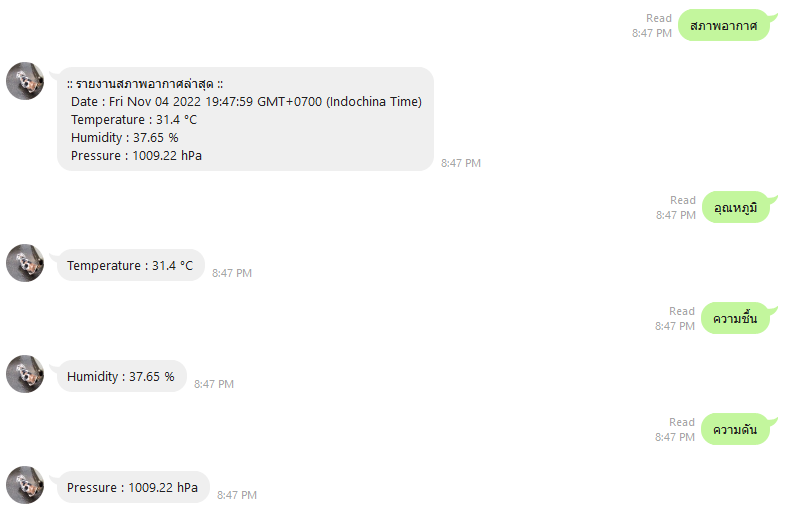 Read
8:47 PM
สภาพอากาศ
:: รายงานสภาพอากาศล่าสุด ::
Date : Fri Nov 04 2022 19:47:59 GMT+0700 (Indochina Time)
Temperature : 31.4 °C
Humidity : 37.65 %
Pressure : 1009.22 hPa
8:47 PM
Read
8:47 PM
อุณหภูมิ
Temperature : 31.4 °C
8:47 PM
Read
8:47 PM
ความชื้น
Humidity : 37.65 %
8:47 PM
Read
8:47 PM
ความดัน
Pressure : 1009.22 hPa
8:47 PM